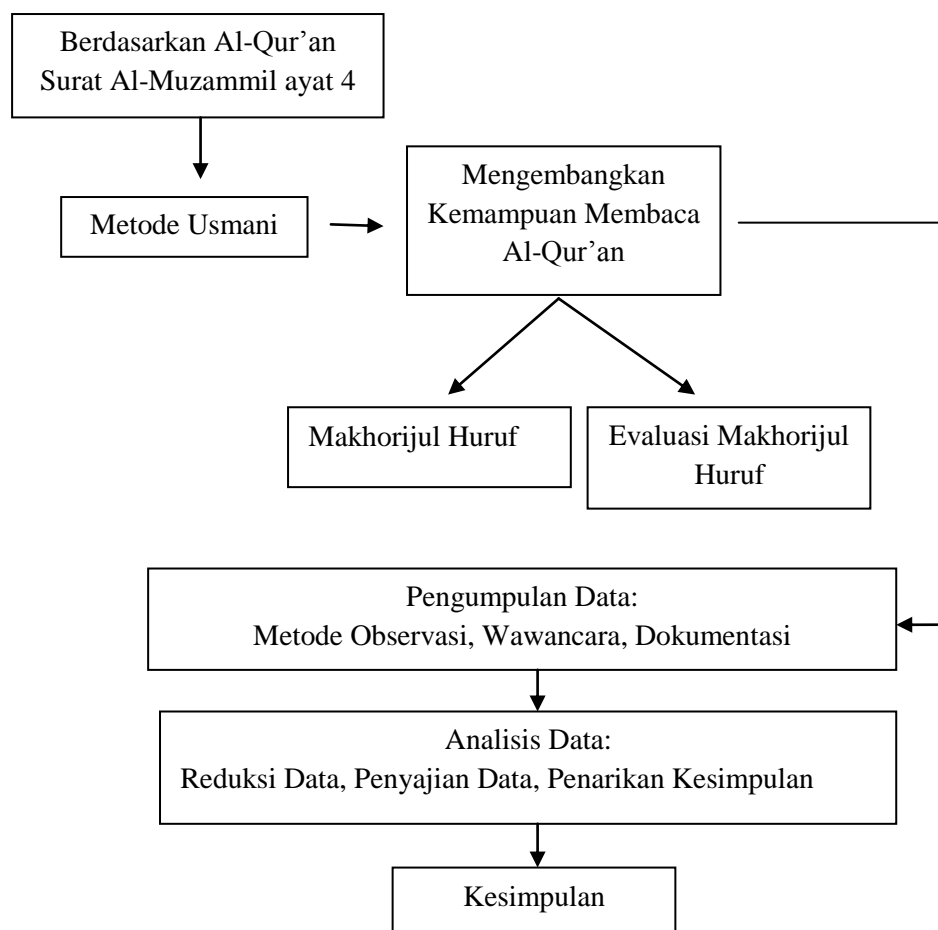 Berdasarkan Al-Qur’an
Surat Al-Muzammil ayat 4
Metode Usmani
Mengembangkan
Kemampuan Membaca
Al-Qur’an
Makhorijul Huruf
Evaluasi Makhorijul
Huruf
Pengumpulan Data:
Metode Observasi, Wawancara, Dokumentasi
Analisis Data:
Reduksi Data, Penyajian Data, Penarikan Kesimpulan
Kesimpulan